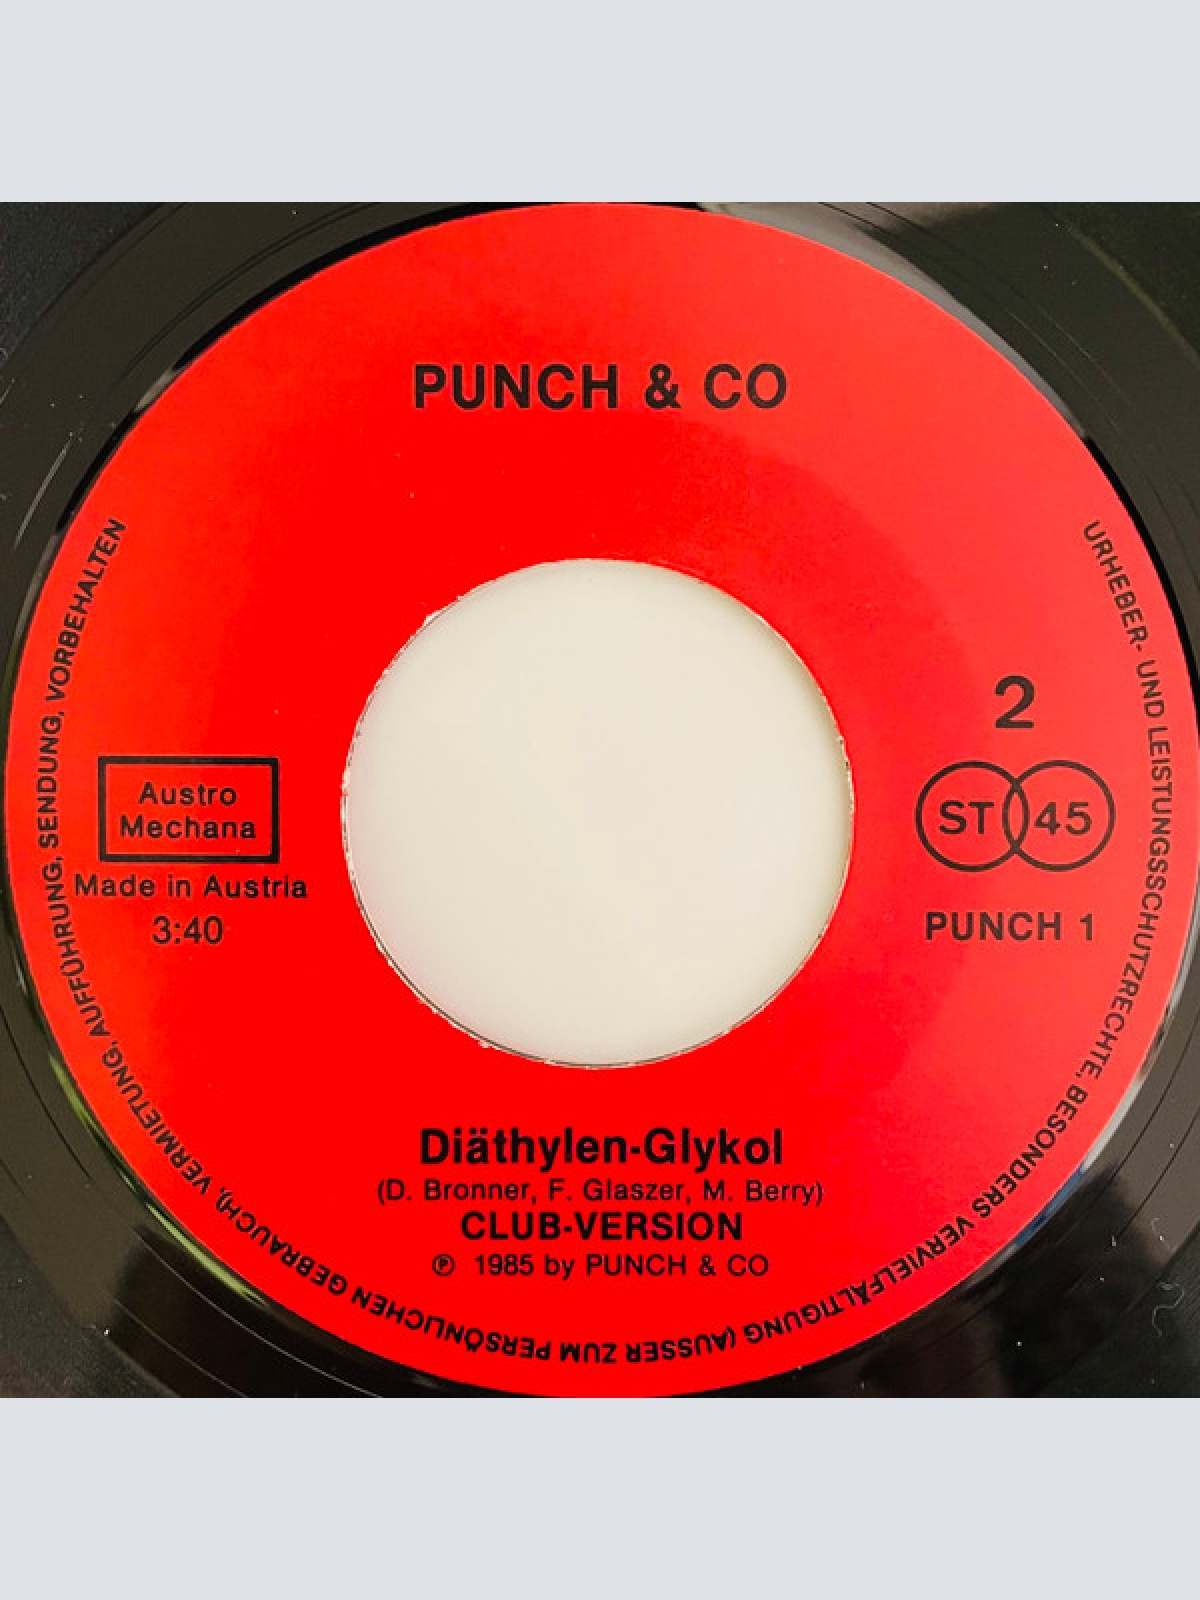 PUNCH & CO
URHEBER- UND LEISTUNGSSCHUTZRECHTE, BESONDERS VERVIELFÄLTIGUNG (AUSSER ZUM PERSÖNLICHEN GEBRAUCH), VERMIETUNG, AUFFÜHRUNG, SENDUNG, VORBEHALTEN
Austro
Mechana
Made in Austria
3:40
2
ST 45
PUNCH 1
Diäthylen-Glykol
(D. Bronner, F. Glaszer, M. Berry)
CLUB-VERSION
℗ 1985 by PUNCH & CO